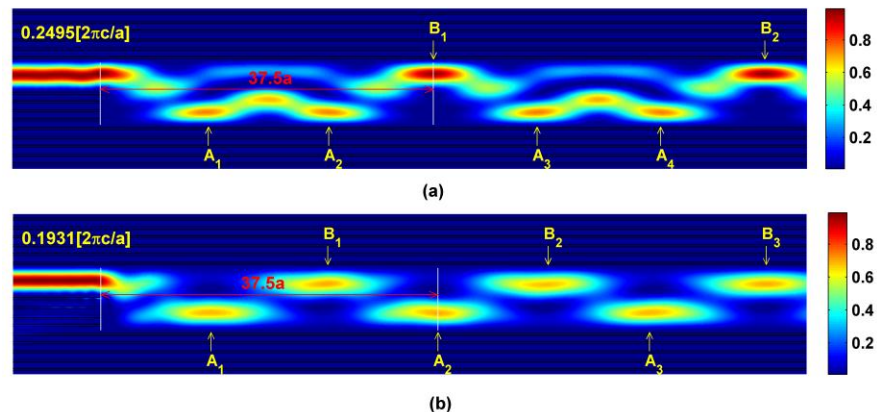 0.2495[2πc/a]
B₁
B₂
37.5a
A₁
A₂
A₃
A₄
0.8
0.6
0.4
0.2
(a)
0.1931[2πc/a]
B₁
B₂
B₃
37.5a
A₁
A₂
A₃
0.8
0.6
0.4
0.2
(b)